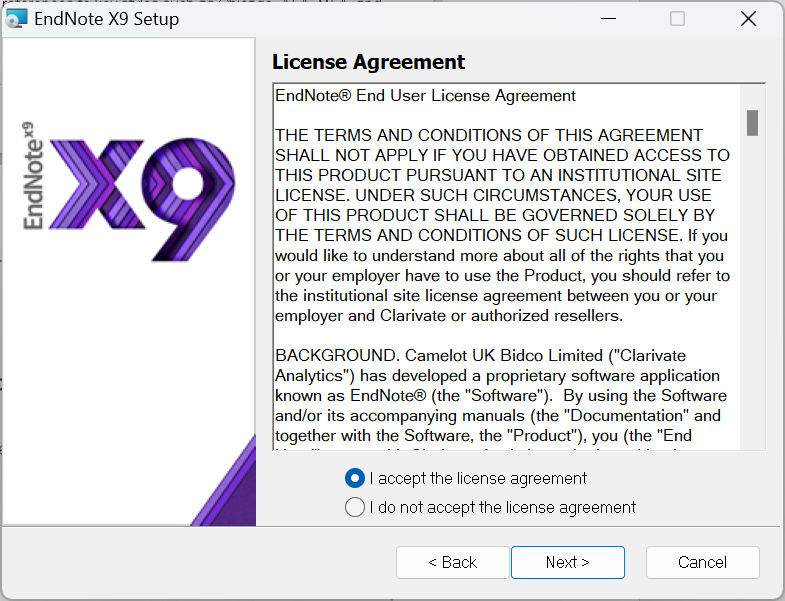 EndNote X9 Setup
EndNote x9
X9
License Agreement
EndNote® End User License Agreement
THE TERMS AND CONDITIONS OF THIS AGREEMENT
SHALL NOT APPLY IF YOU HAVE OBTAINED ACCESS TO
THIS PRODUCT PURSUANT TO AN INSTITUTIONAL SITE
LICENSE. UNDER SUCH CIRCUMSTANCES, YOUR USE
OF THIS PRODUCT SHALL BE GOVERNED SOLELY BY
THE TERMS AND CONDITIONS OF SUCH LICENSE. If you
would like to understand more about all of the rights that you
or your employer have to use the Product, you should refer to
the institutional site license agreement between you or your
employer and Clarivate or authorized resellers.
BACKGROUND. Camelot UK Bidco Limited ("Clarivate
Analytics") has developed a proprietary software application
known as EndNote® (the "Software").  By using the Software
and/or its accompanying manuals (the "Documentation" and
together with the Software, the "Product"), you (the "End
I accept the license agreement
I do not accept the license agreement
< Back
Next >
Cancel